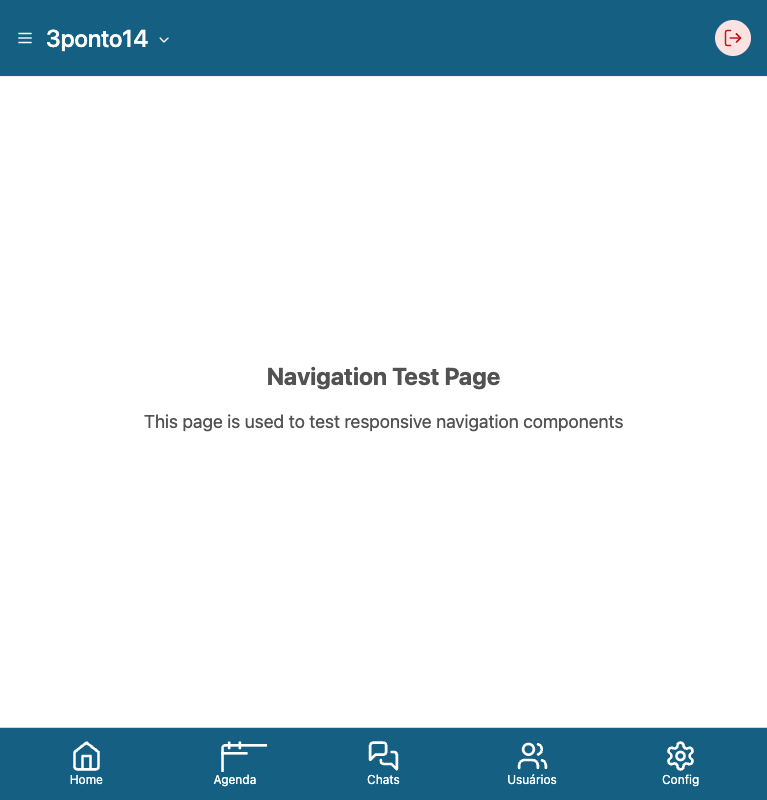 3ponto14
Navigation Test Page
This page is used to test responsive navigation components
Home Agenda Chats Usuários Config